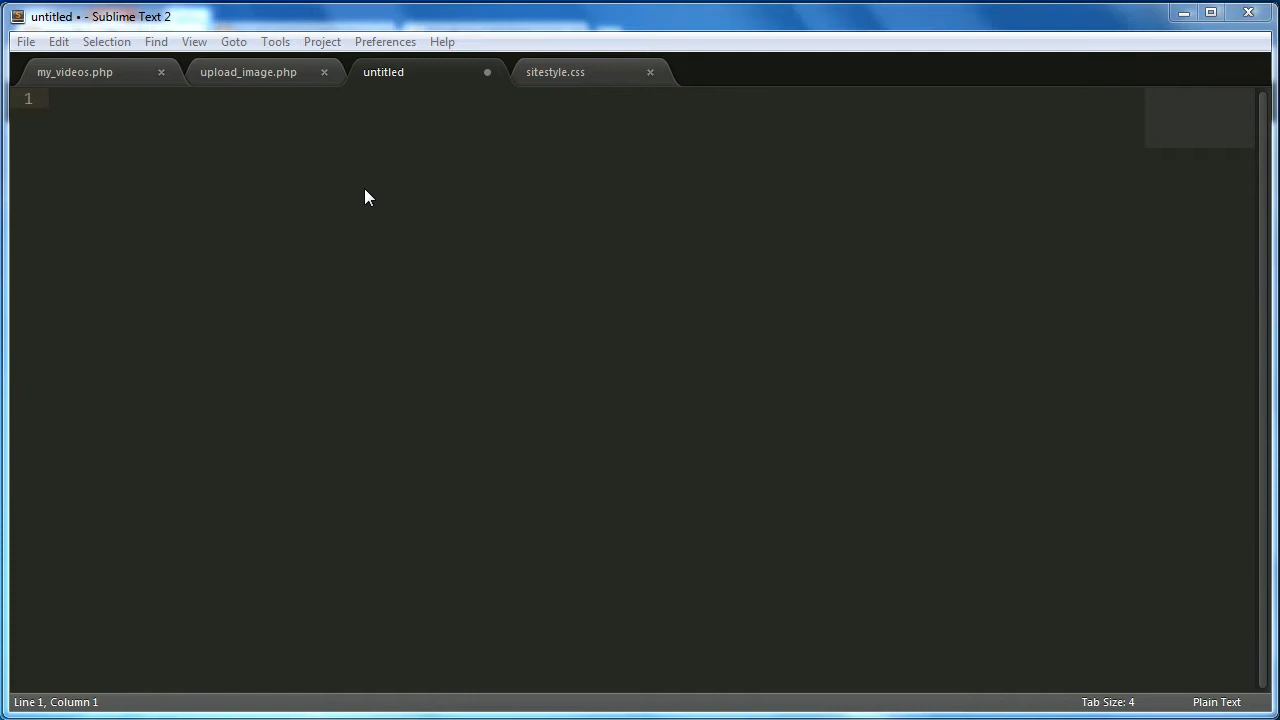 untitled • - Sublime Text 2
File Edit Selection Find View Goto Tools Project Preferences Help
my_videos.php × upload_image.php × untitled sitestyle.css ×
1
Line 1, Column 1 Tab Size: 4 Plain Text